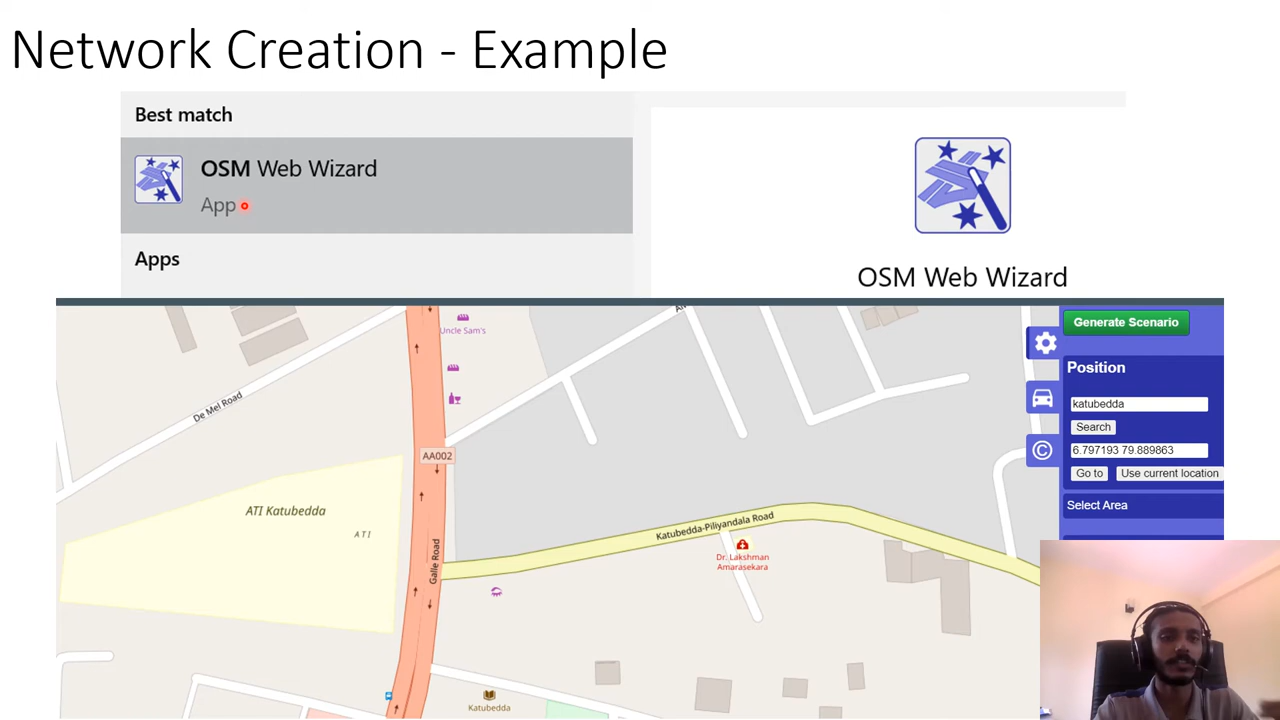 Network Creation - Example
Best match
OSM Web Wizard
App
Apps
OSM Web Wizard
Uncle Sam's
De Mel Road
AA002
ATI Katubedda
ATI
Galle Road
Katubedda-Piliyandala Road
Dr. Lakshman
Amarasekara
Katubedda
Generate Scenario
Position
katubedda
Search
6.797193 79.889863
Go to
Use current location
Select Area
©